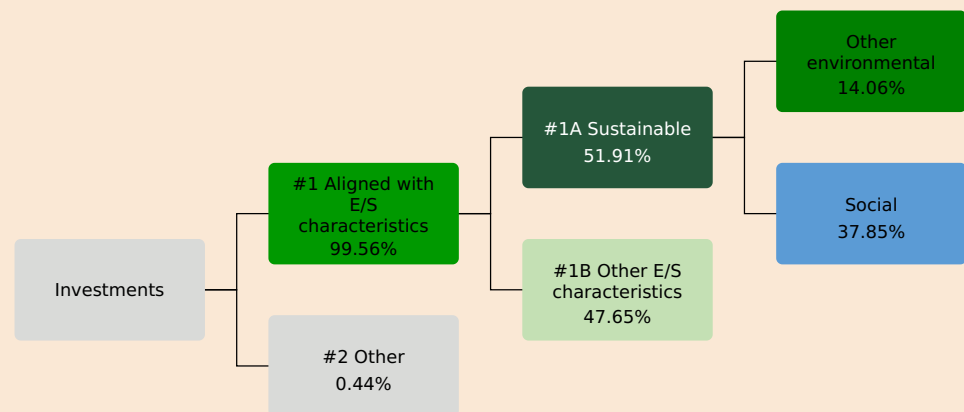 Investments
#1 Aligned with
E/S
characteristics
99.56%
#2 Other
0.44%
#1A Sustainable
51.91%
#1B Other E/S
characteristics
47.65%
Other
environmental
14.06%
Social
37.85%